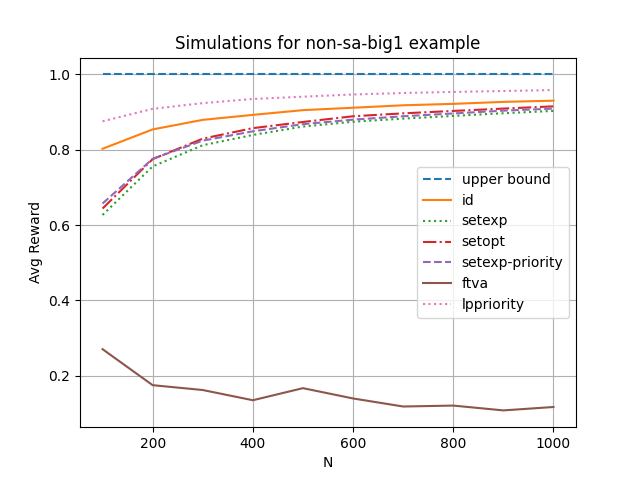 Simulations for non-sa-big1 example
Avg Reward
1.0
0.8
0.6
0.4
0.2
upper bound
id
setexp
setopt
setexp-priority
ftva
lppriority
200 400 600 800 1000
N